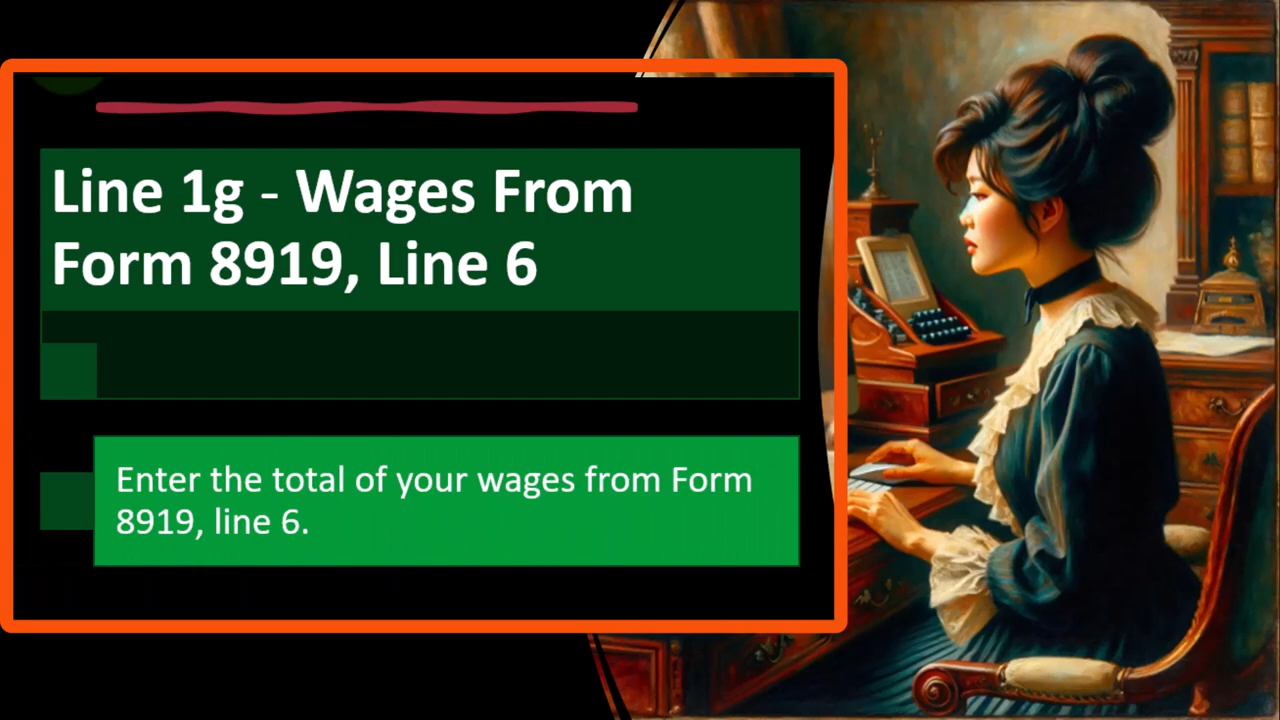 Line 1g - Wages From
Form 8919, Line 6
Enter the total of your wages from Form
8919, line 6.